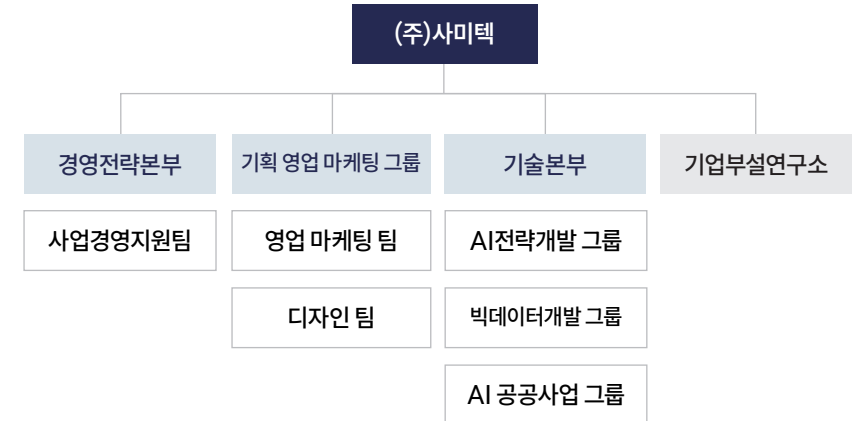 (주)사미텍
경영전략본부
기획 영업 마케팅 그룹
기술본부
기업부설연구소
사업경영지원팀
영업 마케팅 팀
AI전략개발 그룹
디자인 팀
빅데이터개발 그룹
AI 공공사업 그룹